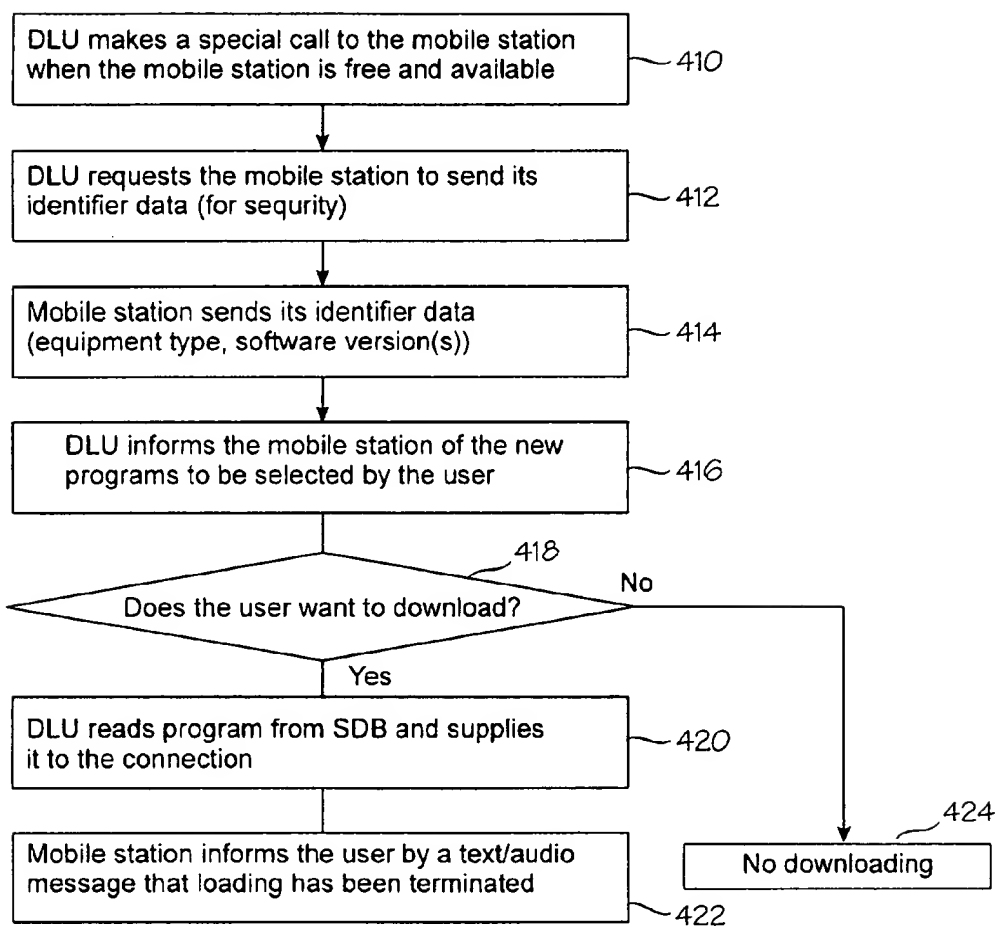 DLU makes a special call to the mobile station
when the mobile station is free and available
410
DLU requests the mobile station to send its
identifier data (for sequrity)
412
Mobile station sends its identifier data
(equipment type, software version(s))
414
DLU informs the mobile station of the new
programs to be selected by the user
416
418
Does the user want to download?
No
Yes
DLU reads program from SDB and supplies
it to the connection
420
Mobile station informs the user by a text/audio
message that loading has been terminated
422
424
No downloading